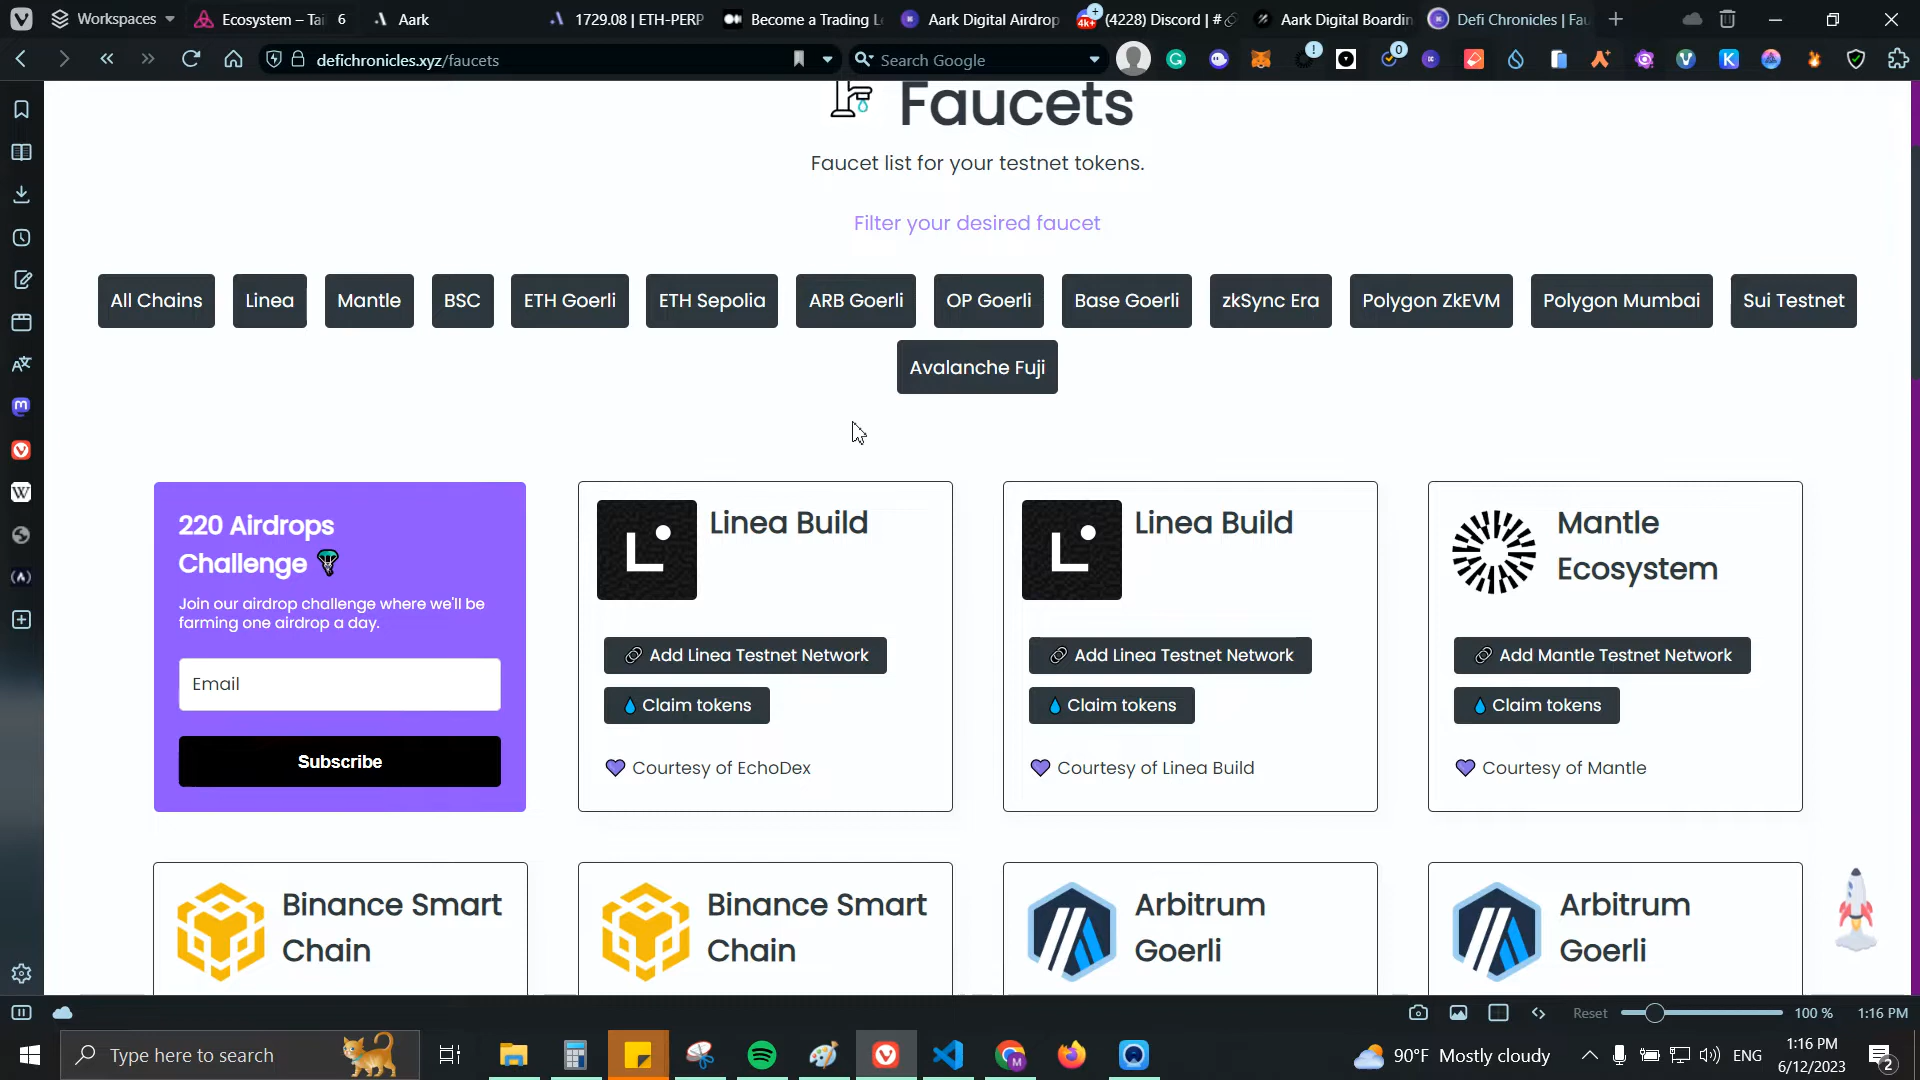 Workspaces
Ecosystem – Tai
6
Aark
1729.08 | ETH-PERP
Become a Trading L
Aark Digital Airdrop
(4228) Discord | #
Aark Digital Boardin
Defi Chronicles | Fau
defichronicles.xyz/faucets
Search Google
Faucets
Faucet list for your testnet tokens.
Filter your desired faucet
All Chains
Linea
Mantle
BSC
ETH Goerli
ETH Sepolia
ARB Goerli
OP Goerli
Base Goerli
zkSync Era
Polygon ZkEVM
Polygon Mumbai
Sui Testnet
Avalanche Fuji
220 Airdrops
Challenge
Join our airdrop challenge where we'll be
farming one airdrop a day.
Email
Subscribe
Linea Build
Add Linea Testnet Network
Claim tokens
Courtesy of EchoDex
Linea Build
Add Linea Testnet Network
Claim tokens
Courtesy of Linea Build
Mantle
Ecosystem
Add Mantle Testnet Network
Claim tokens
Courtesy of Mantle
Binance Smart
Chain
Binance Smart
Chain
Arbitrum
Goerli
Arbitrum
Goerli
Reset
100 %
1:16 PM
Type here to search
90°F Mostly cloudy
ENG
1:16 PM
6/12/2023
2